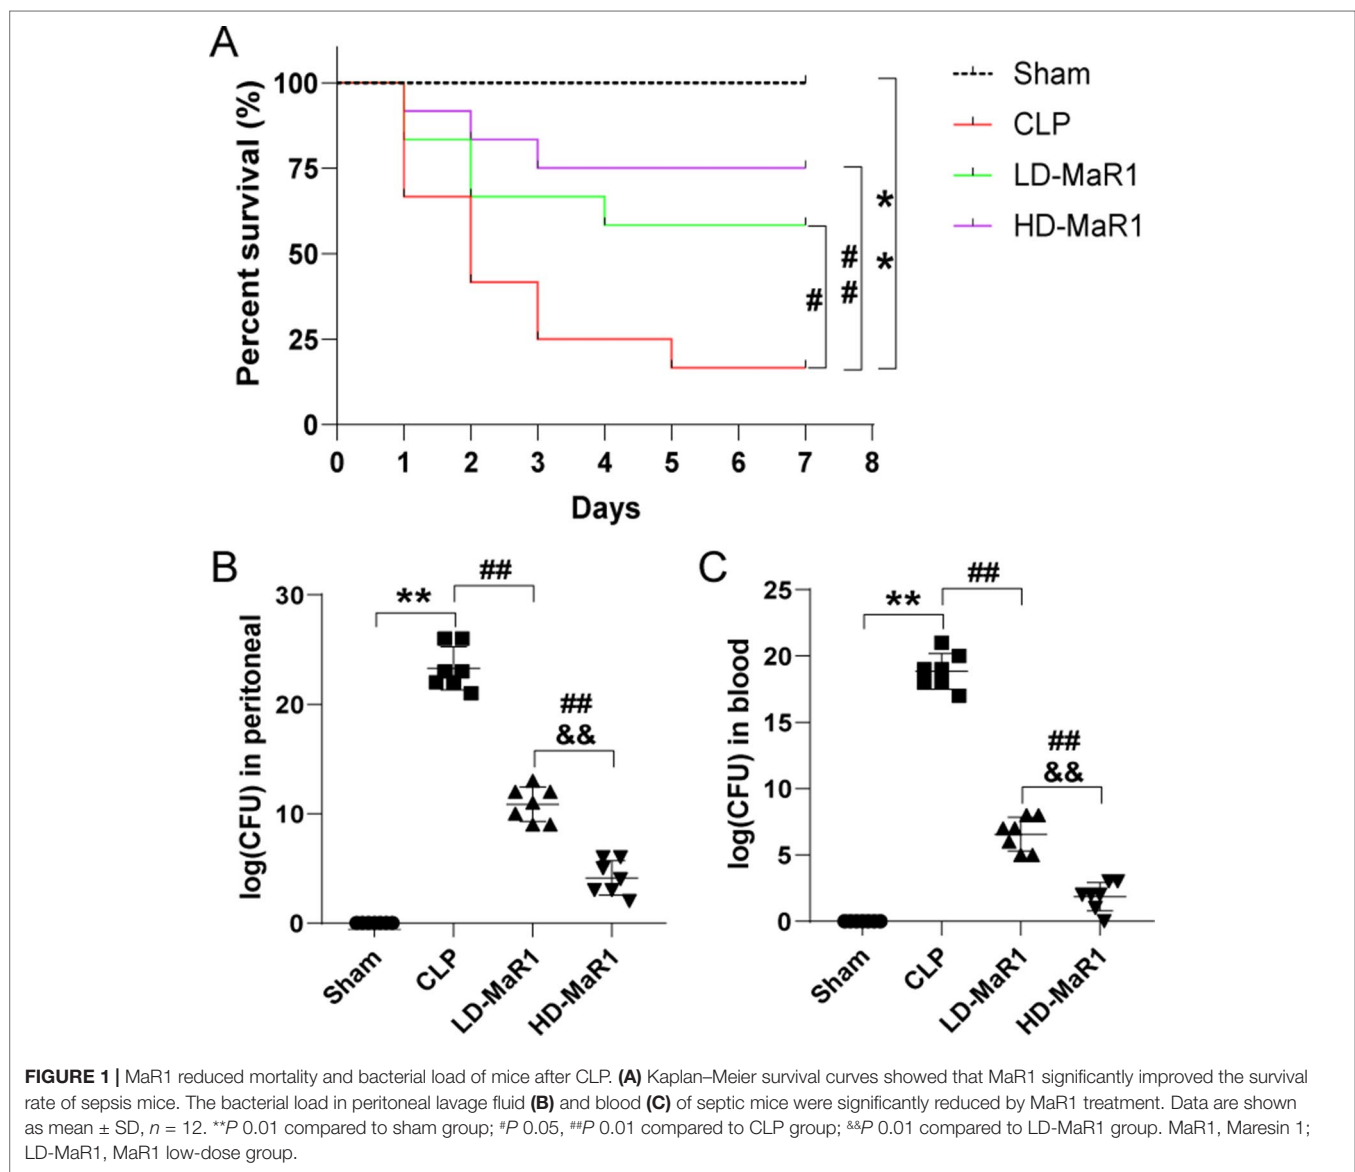 A
Percent survival (%)
100
75
50
25
0
0 1 2 3 4 5 6 7 8
Days
Sham
CLP
LD-MaR1
HD-MaR1
#
##
**
B
log(CFU) in peritoneal
30
20
10
0
**
##
##
&&
Sham CLP LD-MaR1 HD-MaR1
C
log(CFU) in blood
25
20
15
10
5
0
**
##
##
&&
Sham CLP LD-MaR1 HD-MaR1
FIGURE 1 | MaR1 reduced mortality and bacterial load of mice after CLP. (A) Kaplan–Meier survival curves showed that MaR1 significantly improved the survival
rate of sepsis mice. The bacterial load in peritoneal lavage fluid (B) and blood (C) of septic mice were significantly reduced by MaR1 treatment. Data are shown
as mean ± SD, n = 12. **P 0.01 compared to sham group; #P 0.05, ##P 0.01 compared to CLP group; &&P 0.01 compared to LD-MaR1 group. MaR1, Maresin 1;
LD-MaR1, MaR1 low-dose group.